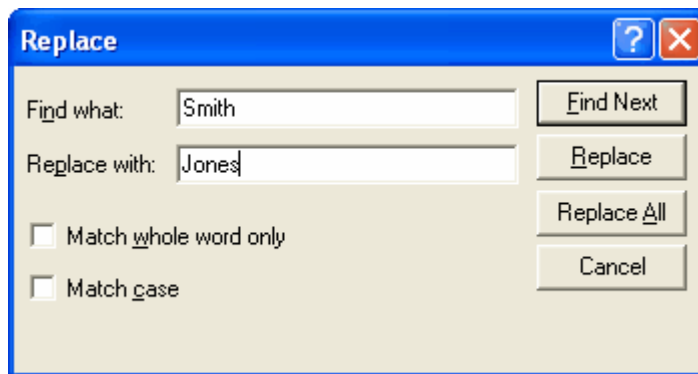 Replace
Find what: Smith Find Next
Replace with: Jones Replace
Replace All
Match whole word only
Cancel
Match case